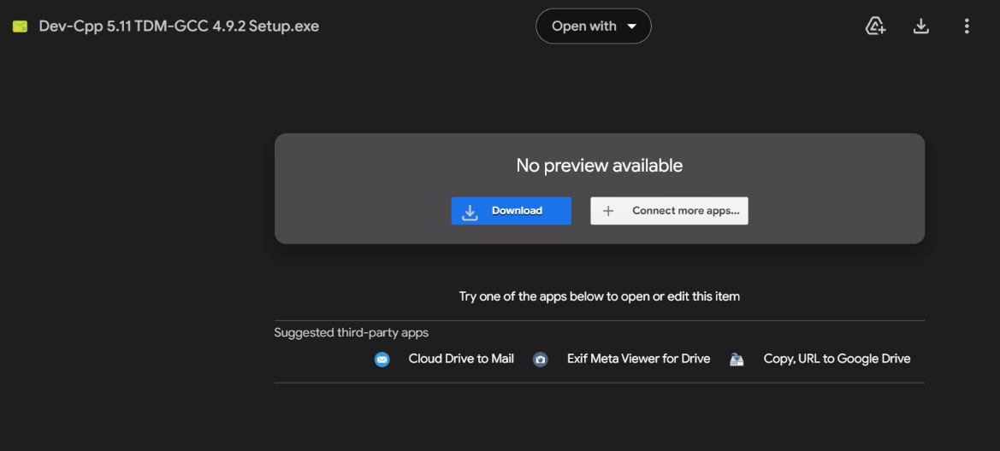 Dev-Cpp 5.11 TDM-GCC 4.9.2 Setup.exe
Open with
No preview available
Download
Connect more apps...
Try one of the apps below to open or edit this item
Suggested third-party apps
Cloud Drive to Mail
Exif Meta Viewer for Drive
Copy, URL to Google Drive